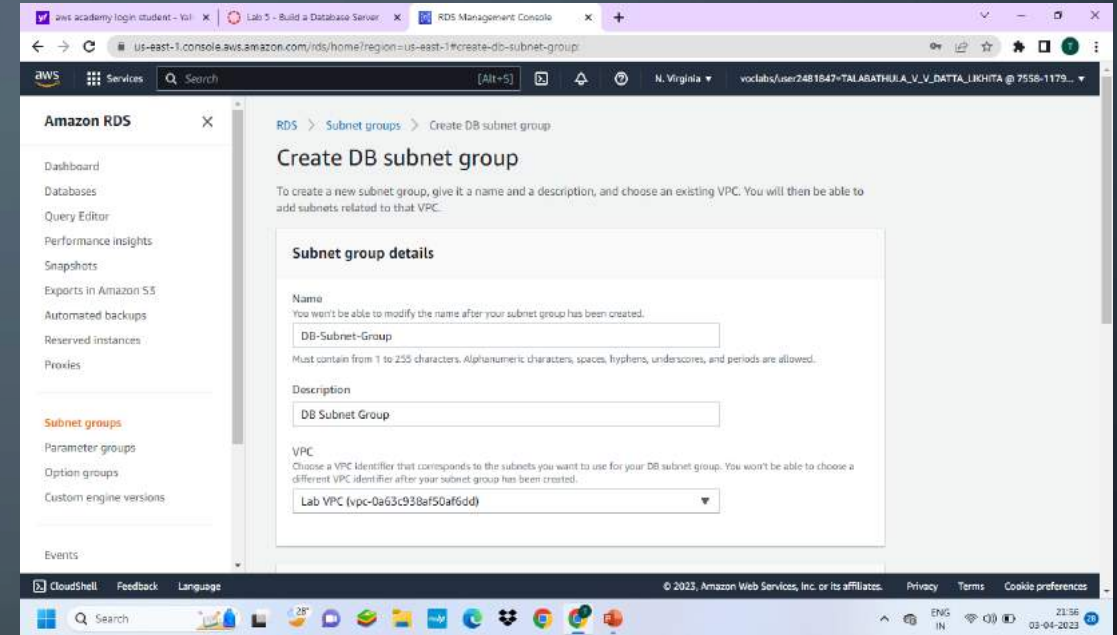 aws academy login student - Yah
Lab 5 - Build a Database Server
RDS Management Console
us-east-1.console.aws.amazon.com/rds/home?region=us-east-1#create-db-subnet-group:
T
aws
Services
Search
[Alt+S]
N. Virginia
voclabs/user2481847=TALABATHULA_V_V_DATTA_LIKHITA @ 7558-1179...
Amazon RDS
Dashboard
Databases
Query Editor
Performance insights
Snapshots
Exports in Amazon S3
Automated backups
Reserved instances
Proxies
Subnet groups
Parameter groups
Option groups
Custom engine versions
Events
RDS > Subnet groups > Create DB subnet group
Create DB subnet group
To create a new subnet group, give it a name and a description, and choose an existing VPC. You will then be able to
add subnets related to that VPC.
Subnet group details
Name
You won't be able to modify the name after your subnet group has been created.
DB-Subnet-Group
Must contain from 1 to 255 characters. Alphanumeric characters, spaces, hyphens, underscores, and periods are allowed.
Description
DB Subnet Group
VPC
Choose a VPC identifier that corresponds to the subnets you want to use for your DB subnet group. You won't be able to choose a
different VPC identifier after your subnet group has been created.
Lab VPC (vpc-0a63c938af50af6dd)
CloudShell
Feedback
Language
© 2023, Amazon Web Services, Inc. or its affiliates.
Privacy
Terms
Cookie preferences
Search
28°
ENG
IN
21:56
03-04-2023
28